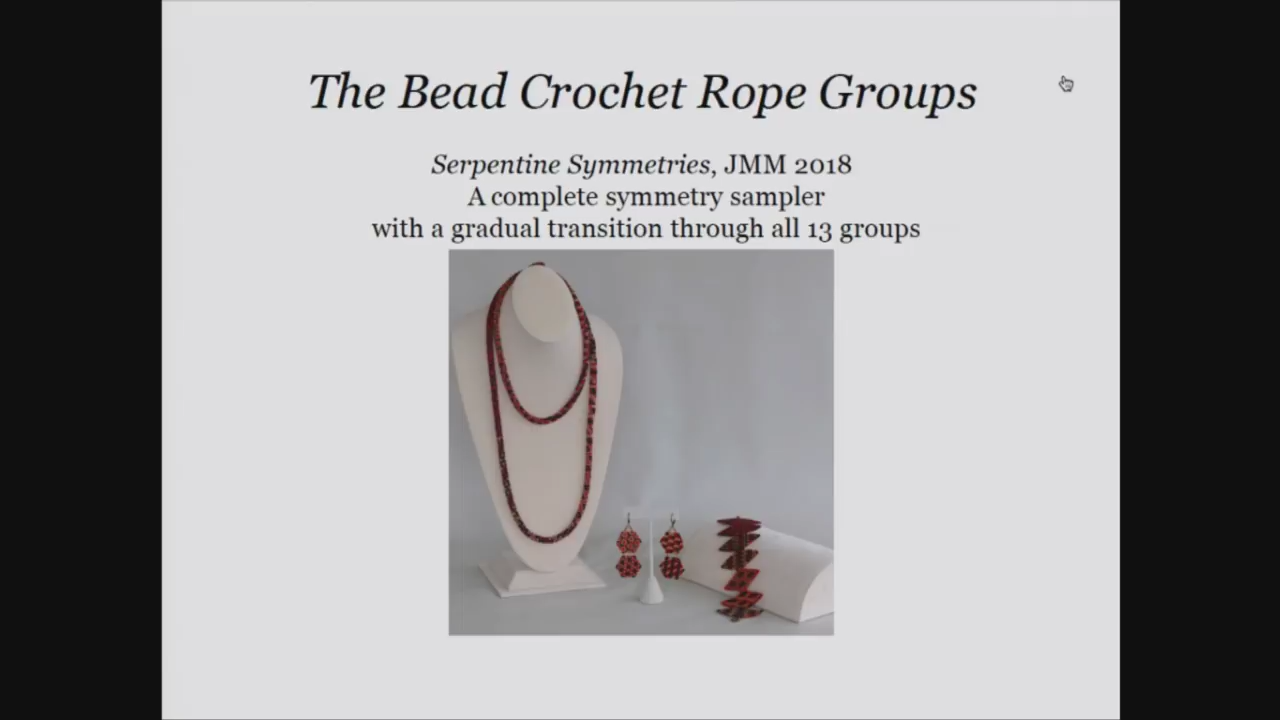 The Bead Crochet Rope Groups
Serpentine Symmetries, JMM 2018
A complete symmetry sampler
with a gradual transition through all 13 groups